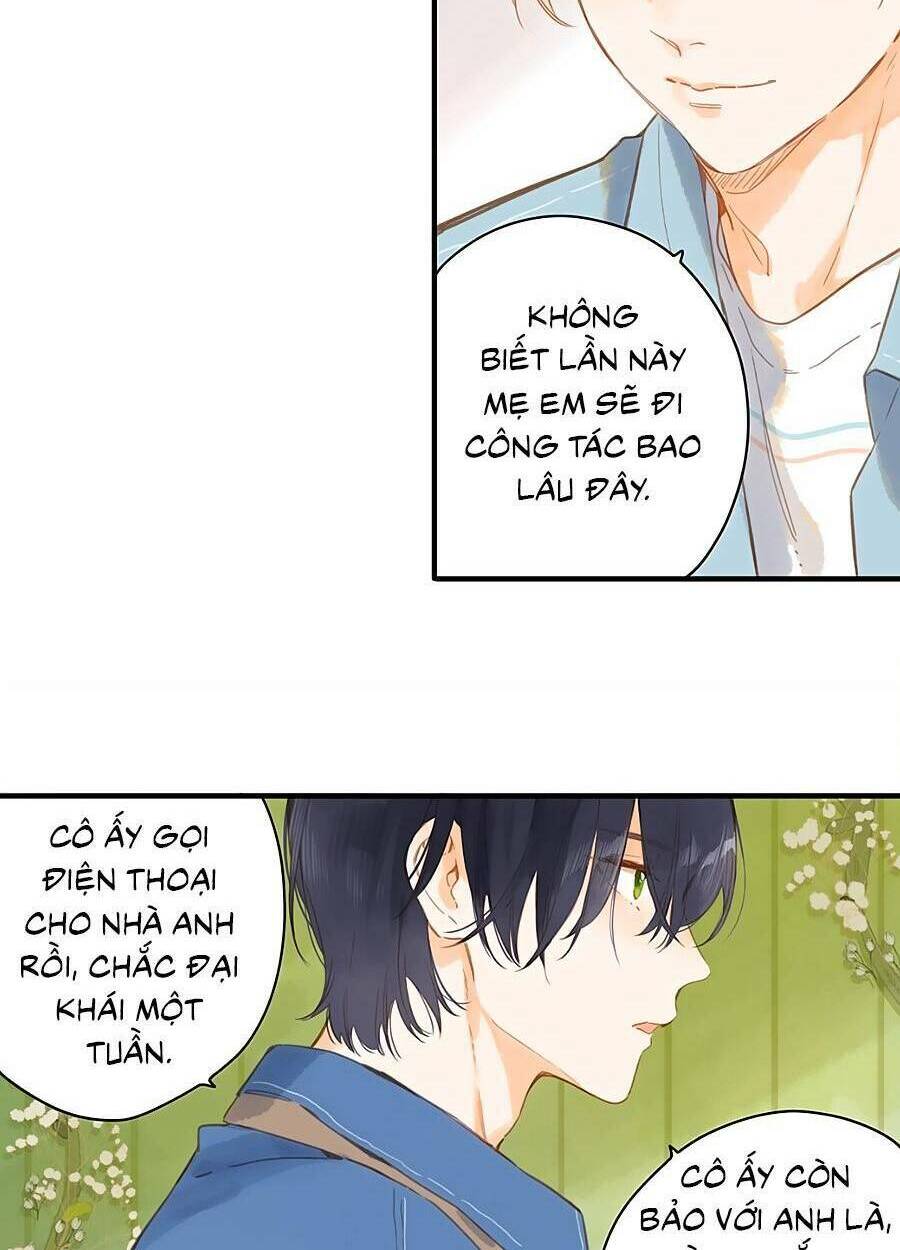 KHÔNG
BIẾT LẦN NÀY
MẸ EM SẼ ĐI
CÔNG TÁC BAO
LÂU ĐÂY.
CÔ ẤY GỌI
ĐIỆN THOẠI
CHO NHÀ ANH
RỒI, CHẮC ĐẠI
KHÁI MỘT
TUẦN.
CÔ ẤY CÒN
BẢO VỚI ANH LÀ,